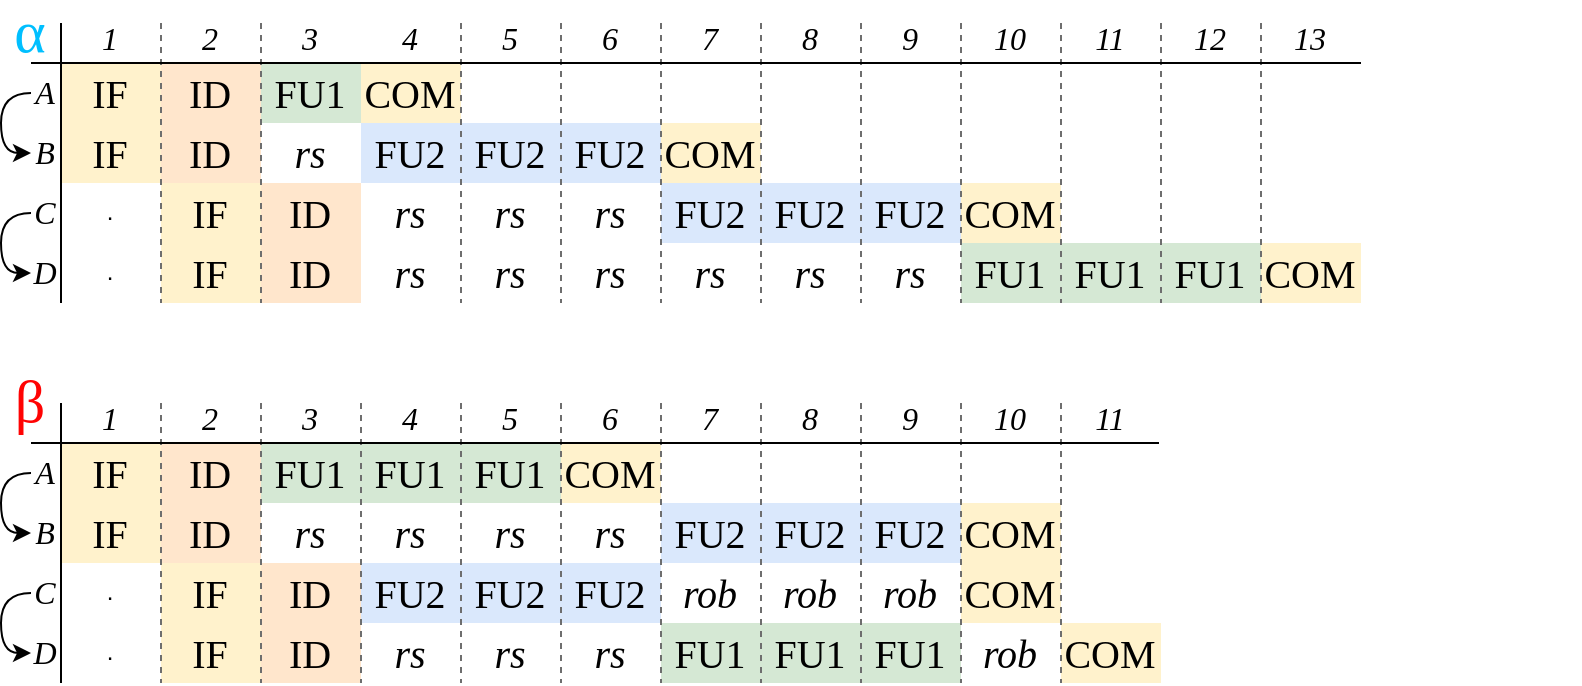 α 1 2 3 4 5 6 7 8 9 10 11 12 13
A IF ID FU1 COM
B IF ID rs FU2 FU2 FU2 COM
C . IF ID rs rs rs FU2 FU2 FU2 COM
D . IF ID rs rs rs rs rs rs FU1 FU1 FU1 COM
β 1 2 3 4 5 6 7 8 9 10 11
A IF ID FU1 FU1 FU1 COM
B IF ID rs rs rs rs FU2 FU2 FU2 COM
C . IF ID FU2 FU2 FU2 rob rob rob COM
D . IF ID rs rs rs FU1 FU1 FU1 rob COM